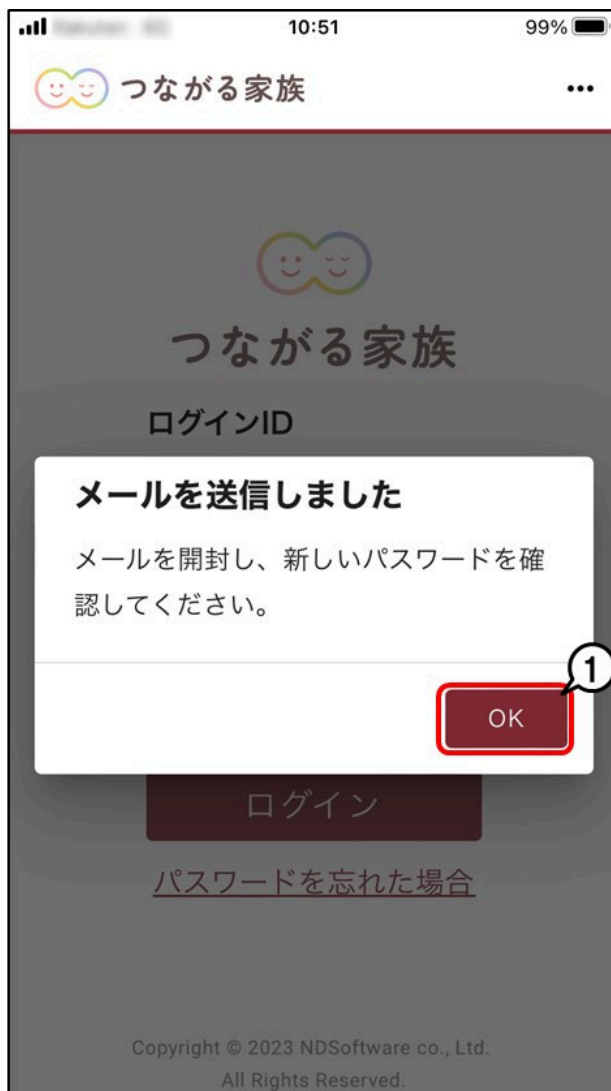 10:51
99%
つながる家族
...
つながる家族
ログインID
メールを送信しました
メールを開封し、新しいパスワードを確
認してください。
1
OK
ログイン
パスワードを忘れた場合
Copyright © 2023 NDSoftware co., Ltd.
All Rights Reserved.